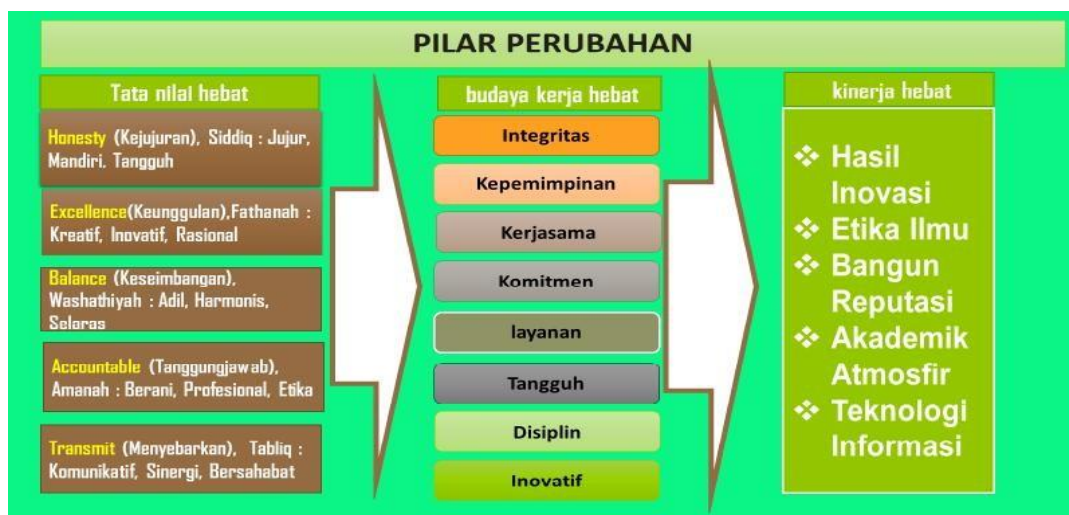 PILAR PERUBAHAN
Tata nilai hebat
Honesty (Kejujuran), Siddiq : Jujur,
Mandiri. Tangguh
Excellence(Keunggulan),Fathanah :
Kreatif, Inovatif, Rasional
Balance (Keseimbangan),
Washathiyah : Adil, Harmonis,
Selaras
Accountable (Tanggungjawab),
Amanah : Berani, Profesional, Etika
Transmit (Menyebarkan), Tabliq :
Komunikatif, Sinergi, Bersahabat
budaya kerja hebat
Integritas
Kepemimpinan
Kerjasama
Komitmen
layanan
Tangguh
Disiplin
Inovatif
kinerja hebat
❖ Hasil
Inovasi
❖ Etika Ilmu
❖ Bangun
Reputasi
❖ Akademik
Atmosfir
❖ Teknologi
Informasi